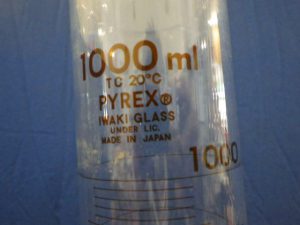 1000 ml
TC 20°C
PYREX®
IWAKI GLASS
UNDER LIC.
MADE IN JAPAN
1000